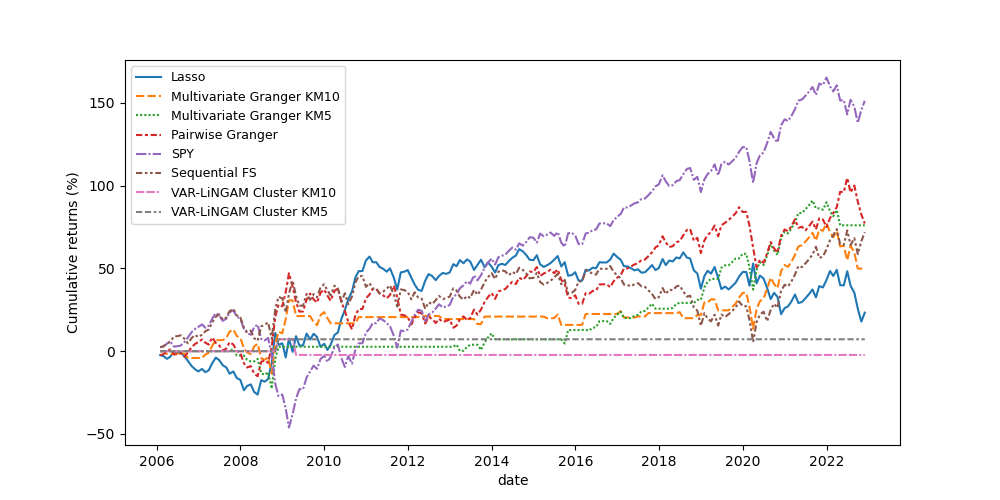 Cumulative returns (%)
150
100
50
0
−50
Lasso
Multivariate Granger KM10
Multivariate Granger KM5
Pairwise Granger
SPY
Sequential FS
VAR-LiNGAM Cluster KM10
VAR-LiNGAM Cluster KM5
2006 2008 2010 2012 2014 2016 2018 2020 2022
date